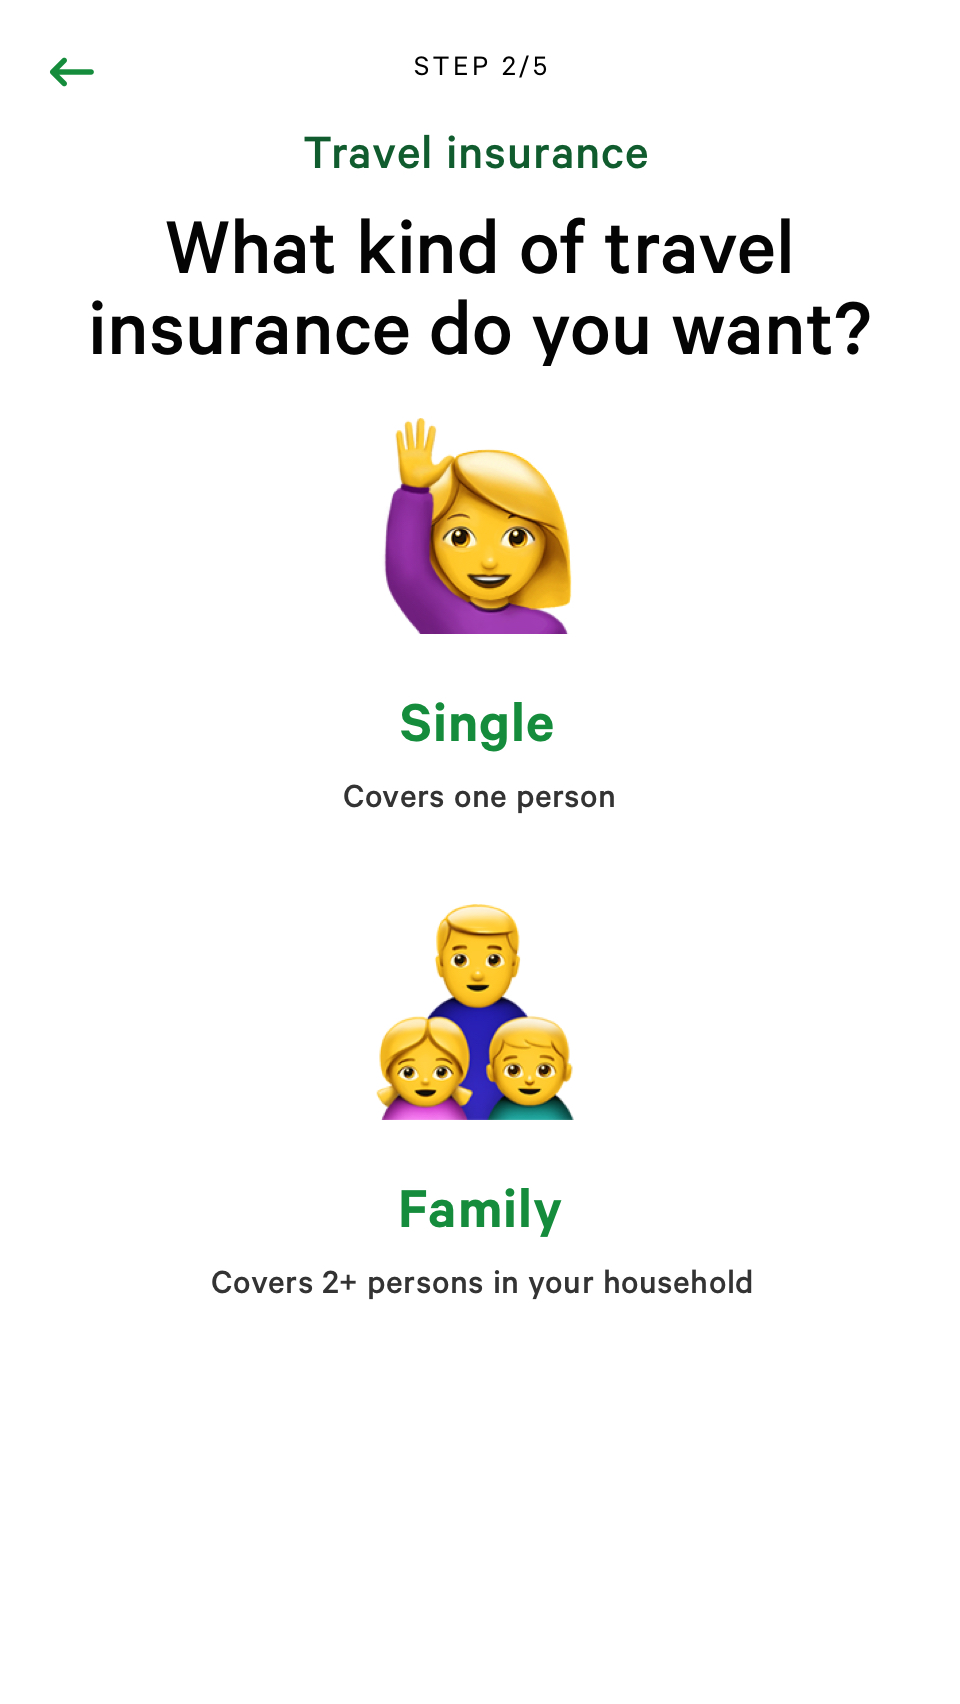 STEP 2/5
Travel insurance
What kind of travel
insurance do you want?
Single
Covers one person
Family
Covers 2+ persons in your household